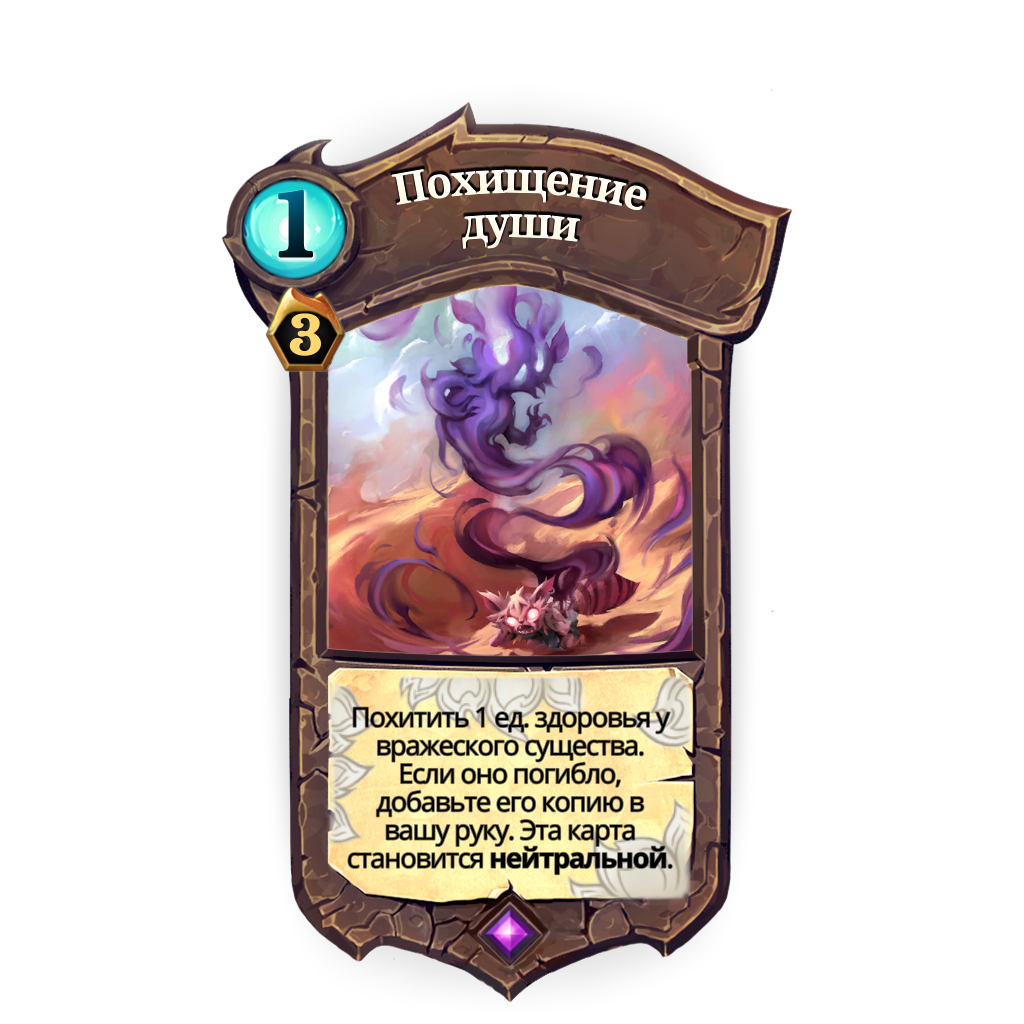 1
Похищение
души
3
Похитить 1 ед. здоровья у
вражеского существа.
Если оно погибло,
добавьте его копию в
вашу руку. Эта карта
становится нейтральной.